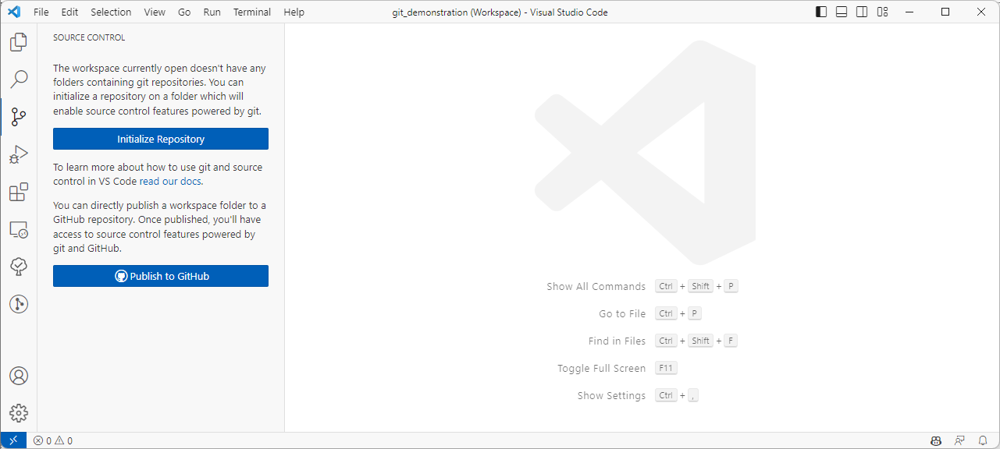 File Edit Selection View Go Run Terminal Help
git_demonstration (Workspace) - Visual Studio Code
SOURCE CONTROL
The workspace currently open doesn't have any
folders containing git repositories. You can
initialize a repository on a folder which will
enable source control features powered by git.
Initialize Repository
To learn more about how to use git and source
control in VS Code read our docs.
You can directly publish a workspace folder to a
GitHub repository. Once published, you'll have
access to source control features powered by
git and GitHub.
Publish to GitHub
Show All Commands Ctrl + Shift + P
Go to File Ctrl + P
Find in Files Ctrl + Shift + F
Toggle Full Screen F11
Show Settings Ctrl + ,
0 0